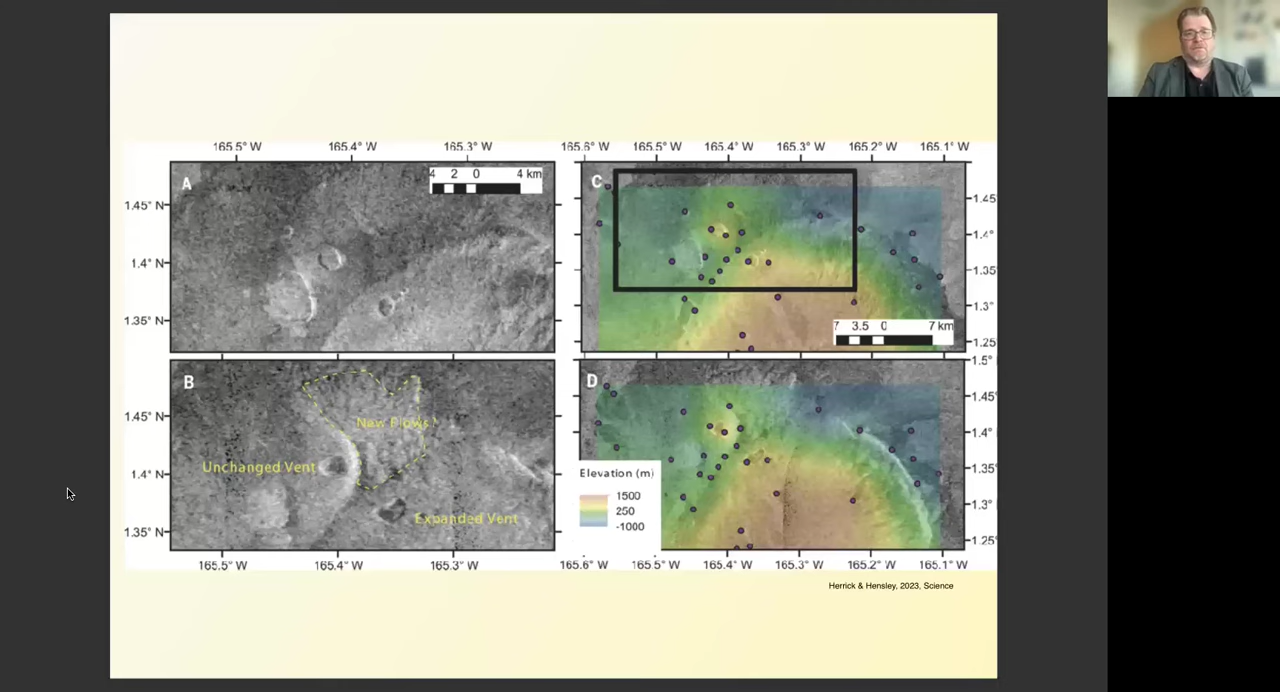 165.5° W 165.4° W 165.3° W
165.6° W 165.5° W 165.4° W 165.3° W 165.2° W 165.1° W
A
4 2 0 4 km
1.45° N
1.4° N
1.35° N
C
7 3.5 0 7 km
1.45°
1.4°
1.35°
1.3°
1.25°
B
New Flows?
Unchanged Vent
Expanded Vent
1.45° N
1.4° N
1.35° N
D
Elevation (m)
1500
250
-1000
1.5°
1.45°
1.4°
1.35°
1.3°
1.25°
165.5° W 165.4° W 165.3° W
165.6° W 165.5° W 165.4° W 165.3° W 165.2° W 165.1° W
Herrick & Hensley, 2023, Science